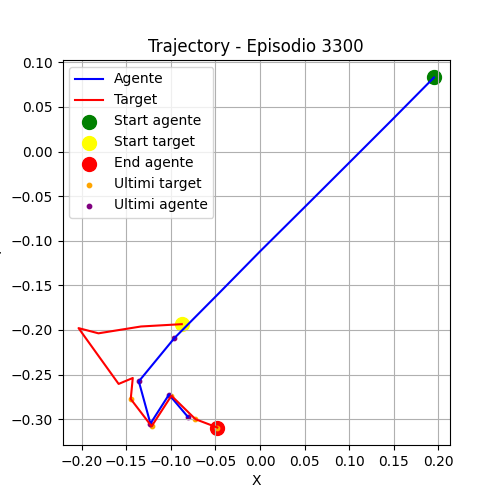 Trajectory - Episodio 3300
Agente
Target
Start agente
Start target
End agente
Ultimi target
Ultimi agente
0.10
0.05
0.00
−0.05
−0.10
−0.15
−0.20
−0.25
−0.30
−0.20 −0.15 −0.10 −0.05 0.00 0.05 0.10 0.15 0.20
X